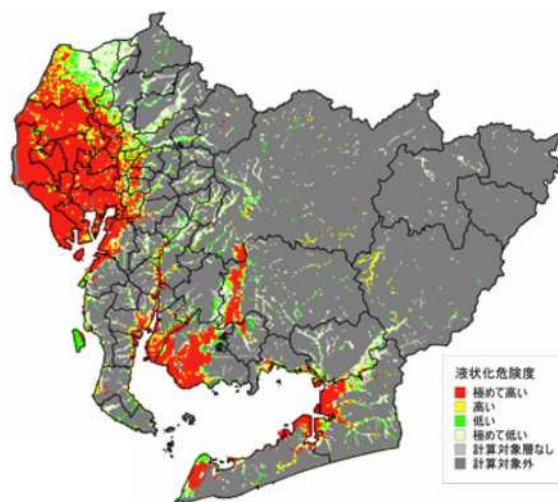 液状化危険度
極めて高い
高い
低い
極めて低い
計算対象層なし
計算対象外